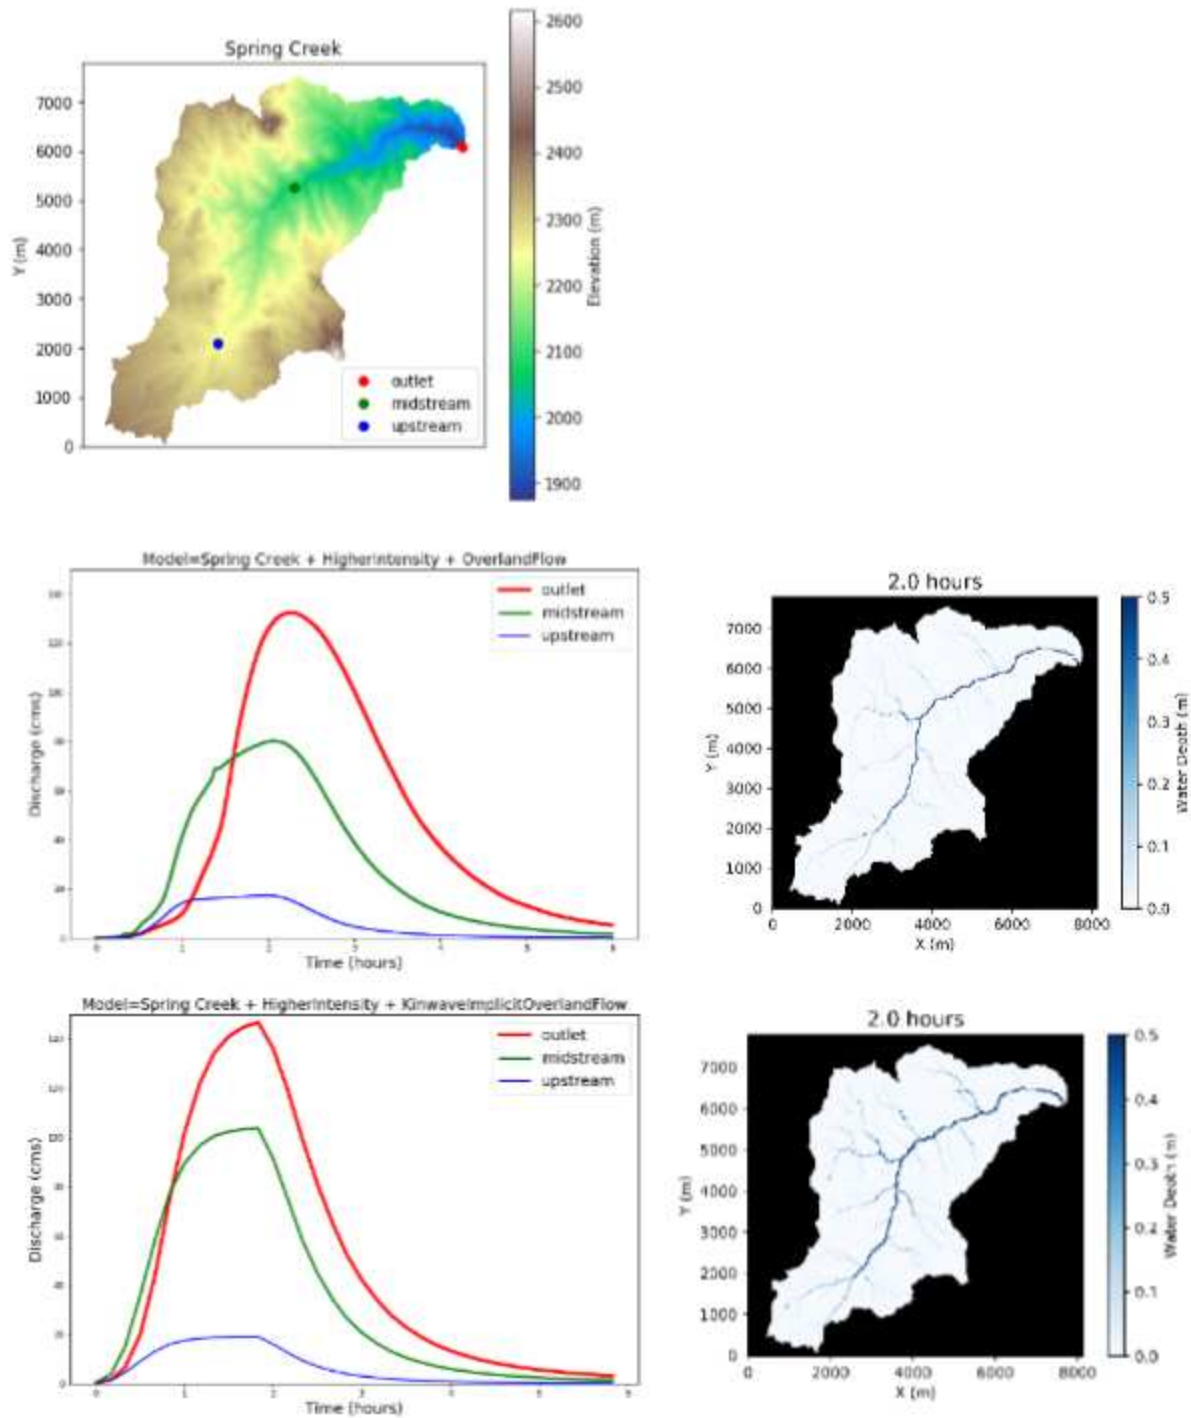 Spring Creek
2600
2500
2400
2300
2200
2100
2000
1900
Elevation (m)
7000
6000
5000
4000
3000
2000
1000
0
Y (m)
outlet
midstream
upstream
Model=Spring Creek + HigherIntensity + OverlandFlow
Discharge (cms)
outlet
midstream
upstream
Time (hours)
2.0 hours
7000
6000
5000
4000
3000
2000
1000
0
Y (m)
0 2000 4000 6000 8000
X (m)
0.5
0.4
0.3
0.2
0.1
0.0
Water Depth (m)
Model=Spring Creek + HigherIntensity + KinwaveImplicitOverlandFlow
Discharge (cms)
outlet
midstream
upstream
Time (hours)
2.0 hours
7000
6000
5000
4000
3000
2000
1000
0
Y (m)
0 2000 4000 6000 8000
X (m)
0.5
0.4
0.3
0.2
0.1
0.0
Water Depth (m)